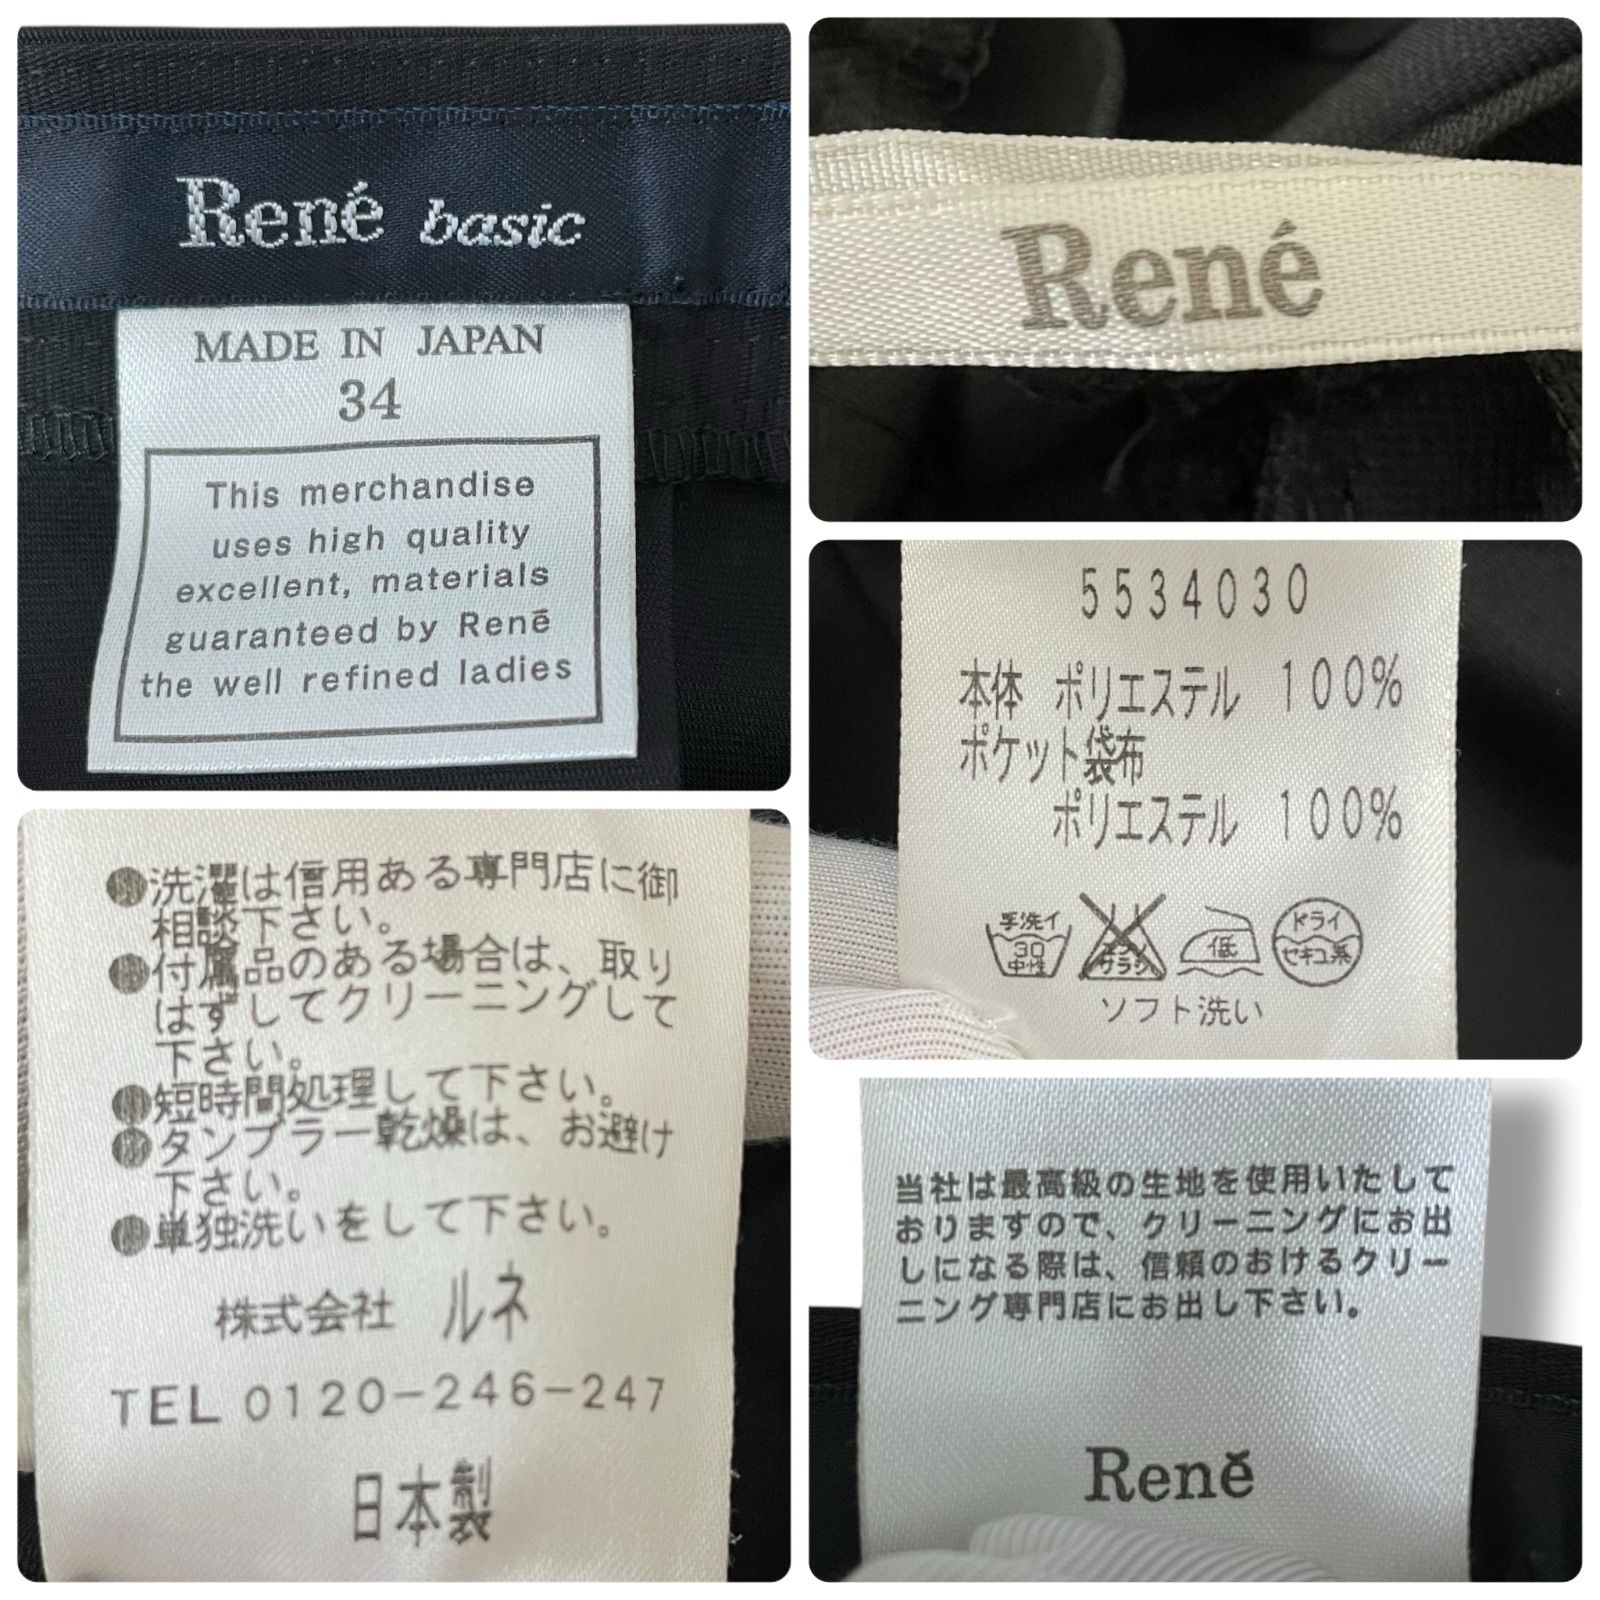 René basic
MADE IN JAPAN
34
This merchandise
uses high quality
excellent, materials
guaranteed by Renē
the well refined ladies
René
5534030
本体 ポリエステル 100%
ポケット袋布
ポリエステル 100%
手洗イ
30
中性
エンソ
サラシ
低
ドライ
セキユ系
ソフト洗い
●洗濯は信用ある専門店に御
相談下さい。
●付属品のある場合は、取り
はずしてクリーニングして
下さい。
●短時間処理して下さい。
●タンブラー乾燥は、お避け
下さい。
●単独洗いをして下さい。
株式会社 ルネ
TEL 0120-246-247
日本製
当社は最高級の生地を使用いたして
おりますので、クリーニングにお出
しになる際は、信頼のおけるクリー
ニング専門店にお出し下さい。
Renĕ